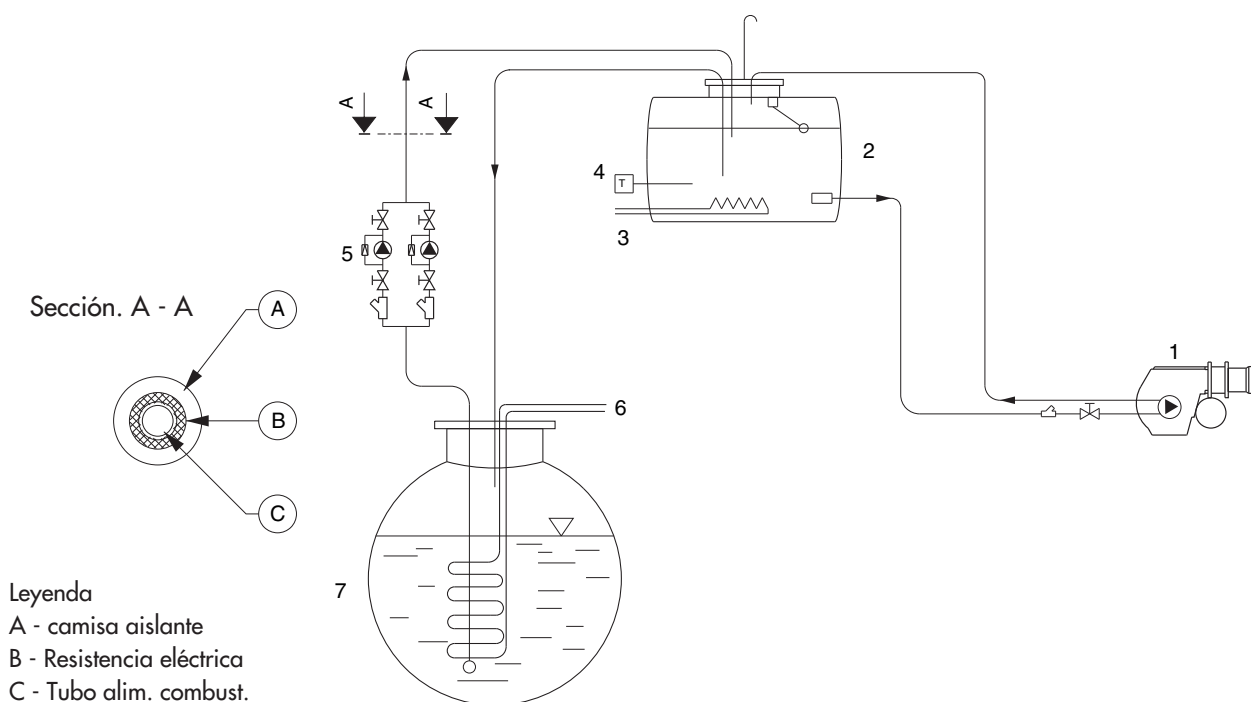 A
A
2
4
T
3
5
Sección. A - A
A
B
C
1
6
7
Leyenda
A - camisa aislante
B - Resistencia eléctrica
C - Tubo alim. combust.